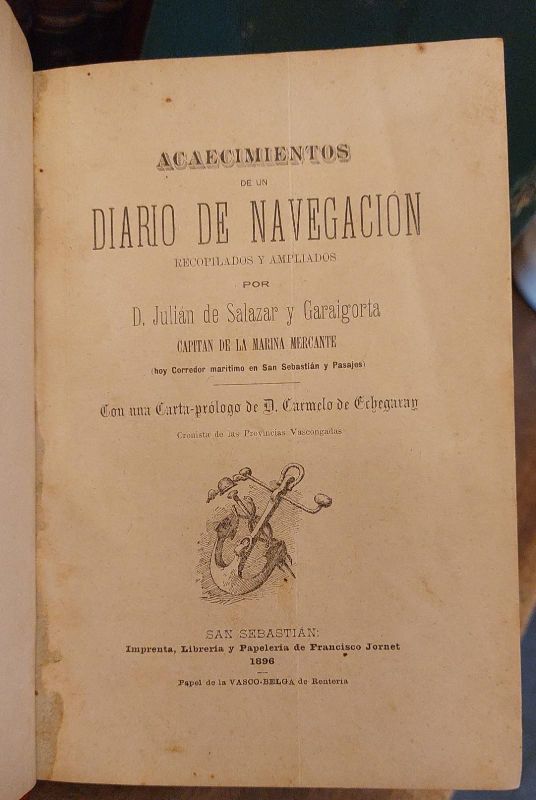 ACAECIMIENTOS
DE UN
DIARIO DE NAVEGACIÓN
RECOPILADOS Y AMPLIADOS
POR
D. Julián de Salazar y Garaigorta
CAPITAN DE LA MARINA MERCANTE
(hoy Corredor marítimo en San Sebastián y Pasajes)
Con una Carta-prólogo de D. Carmelo de Echegaray
Cronista de las Provincias Vascongadas
SAN SEBASTIÁN:
Imprenta, Librería y Papelería de Francisco Jornet
1896
Papel de la VASCO-BELGA de Rentería